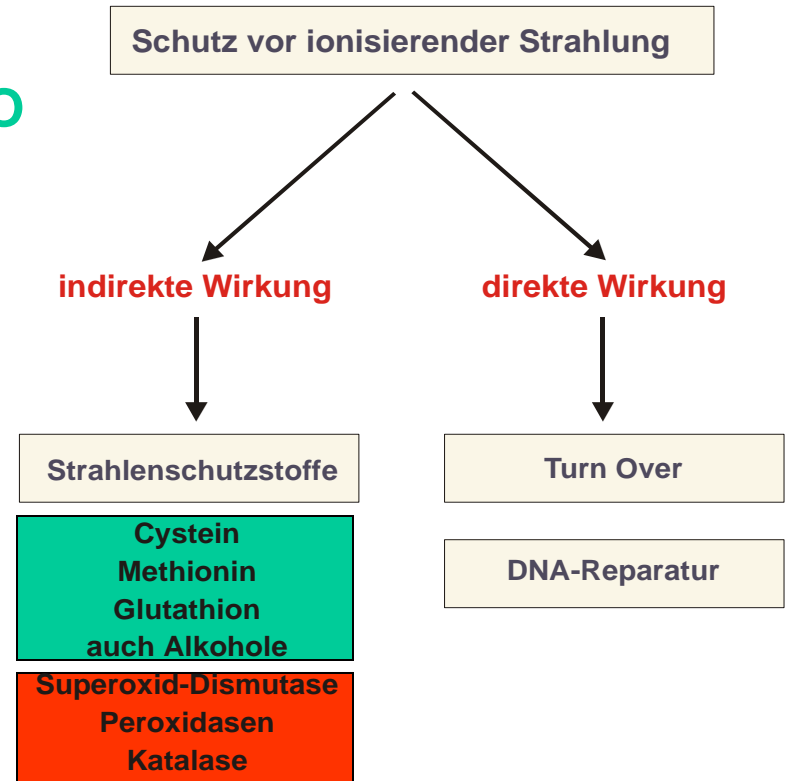 Schutz vor ionisierender Strahlung
indirekte Wirkung
direkte Wirkung
Strahlenschutzstoffe
Turn Over
Cystein
Methionin
Glutathion
auch Alkohole
DNA-Reparatur
Superoxid-Dismutase
Peroxidasen
Katalase